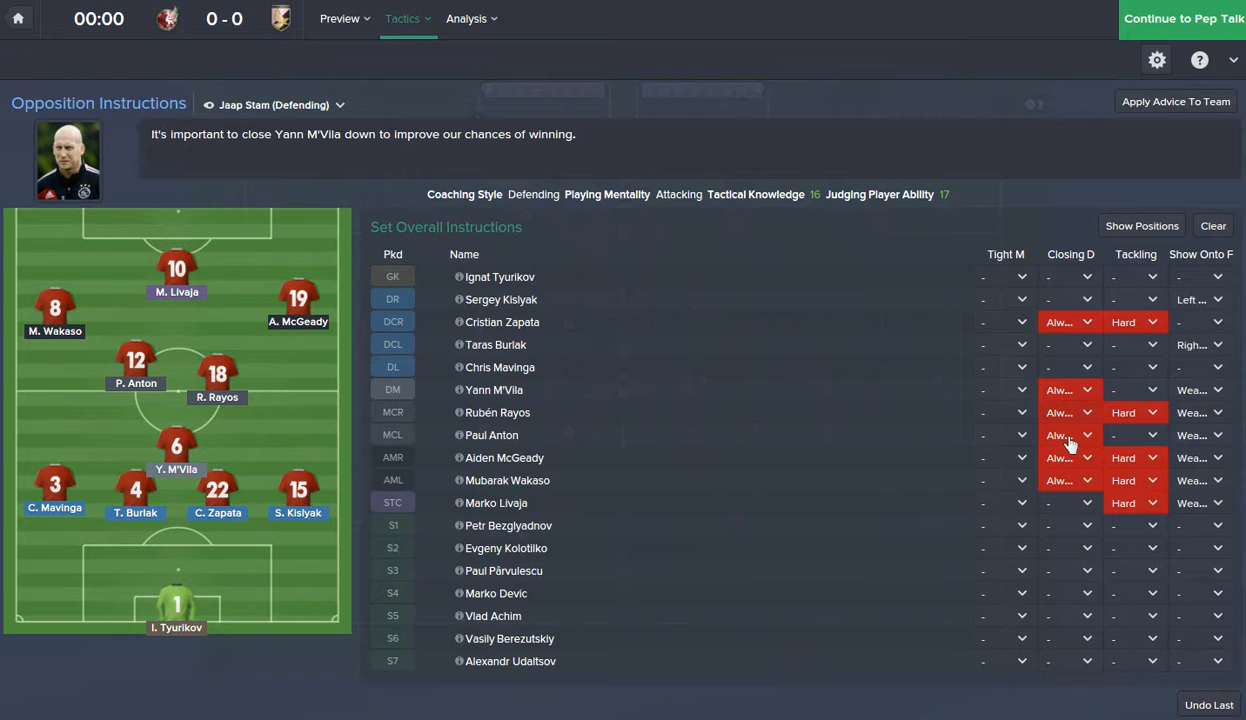 00:00 0 - 0 Preview Tactics Analysis Continue to Pep Talk
?
Opposition Instructions Jaap Stam (Defending) Apply Advice To Team
It's important to close Yann M'Vila down to improve our chances of winning.
Coaching Style Defending Playing Mentality Attacking Tactical Knowledge 16 Judging Player Ability 17
Set Overall Instructions Show Positions Clear
Pkd Name Tight M Closing D Tackling Show Onto F
GK Ignat Tyurikov - - - -
DR Sergey Kislyak - - - Left ...
DCR Cristian Zapata - Alw... Hard -
DCL Taras Burlak - - - Righ...
DL Chris Mavinga - - - -
DM Yann M'Vila - Alw... - Wea...
MCR Rubén Rayos - Alw... Hard Wea...
MCL Paul Anton - Alw... - Wea...
AMR Aiden McGeady - Alw... Hard Wea...
AML Mubarak Wakaso - Alw... Hard Wea...
STC Marko Livaja - - Hard Wea...
S1 Petr Bezglyadnov - - - -
S2 Evgeny Kolotilko - - - -
S3 Paul Pârvulescu - - - -
S4 Marko Devic - - - -
S5 Vlad Achim - - - -
S6 Vasily Berezutskiy - - - -
S7 Alexandr Udaltsov - - - -
Undo Last
10
M. Livaja
8
M. Wakaso
19
A. McGeady
12
P. Anton
18
R. Rayos
6
Y. M'Vila
3
C. Mavinga
4
T. Burlak
22
C. Zapata
15
S. Kislyak
1
I. Tyurikov